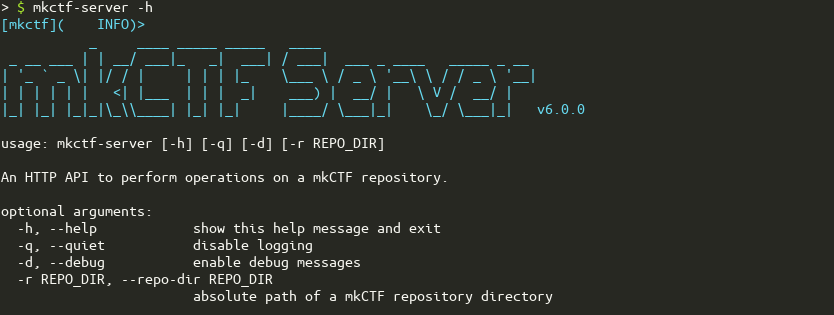 > $ mkctf-server -h
[mkctf](    INFO)>
mkCTF Server
v6.0.0
usage: mkctf-server [-h] [-q] [-d] [-r REPO_DIR]
An HTTP API to perform operations on a mkCTF repository.
optional arguments:
  -h, --help            show this help message and exit
  -q, --quiet           disable logging
  -d, --debug           enable debug messages
  -r REPO_DIR, --repo-dir REPO_DIR
                        absolute path of a mkCTF repository directory